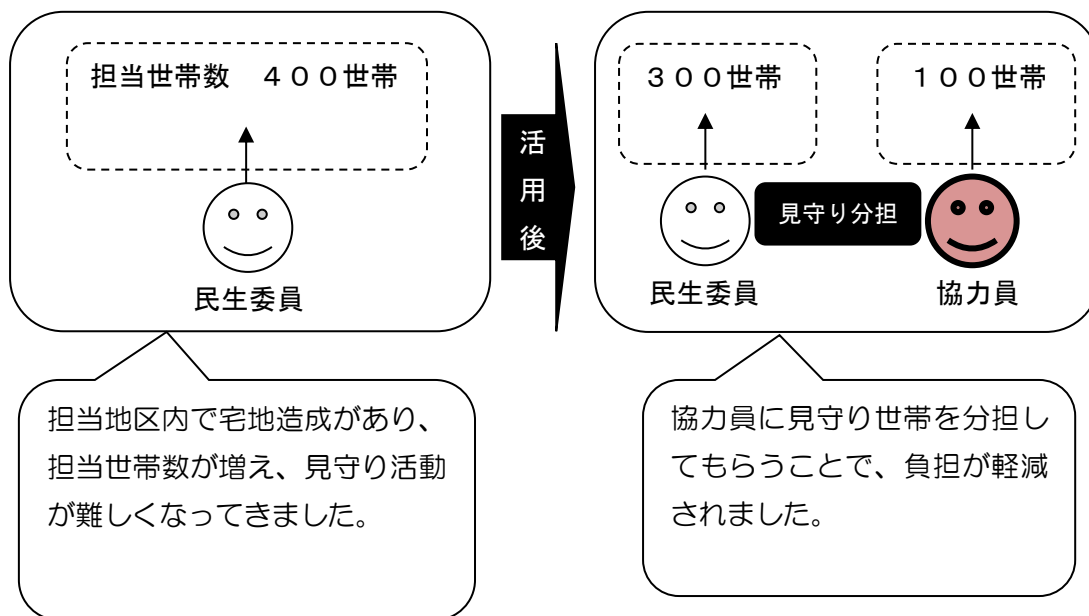 担当世帯数　４００世帯
民生委員
担当地区内で宅地造成があり、
担当世帯数が増え、見守り活動
が難しくなってきました。
活用後
３００世帯
１００世帯
見守り分担
民生委員
協力員
協力員に見守り世帯を分担し
てもらうことで、負担が軽減
されました。